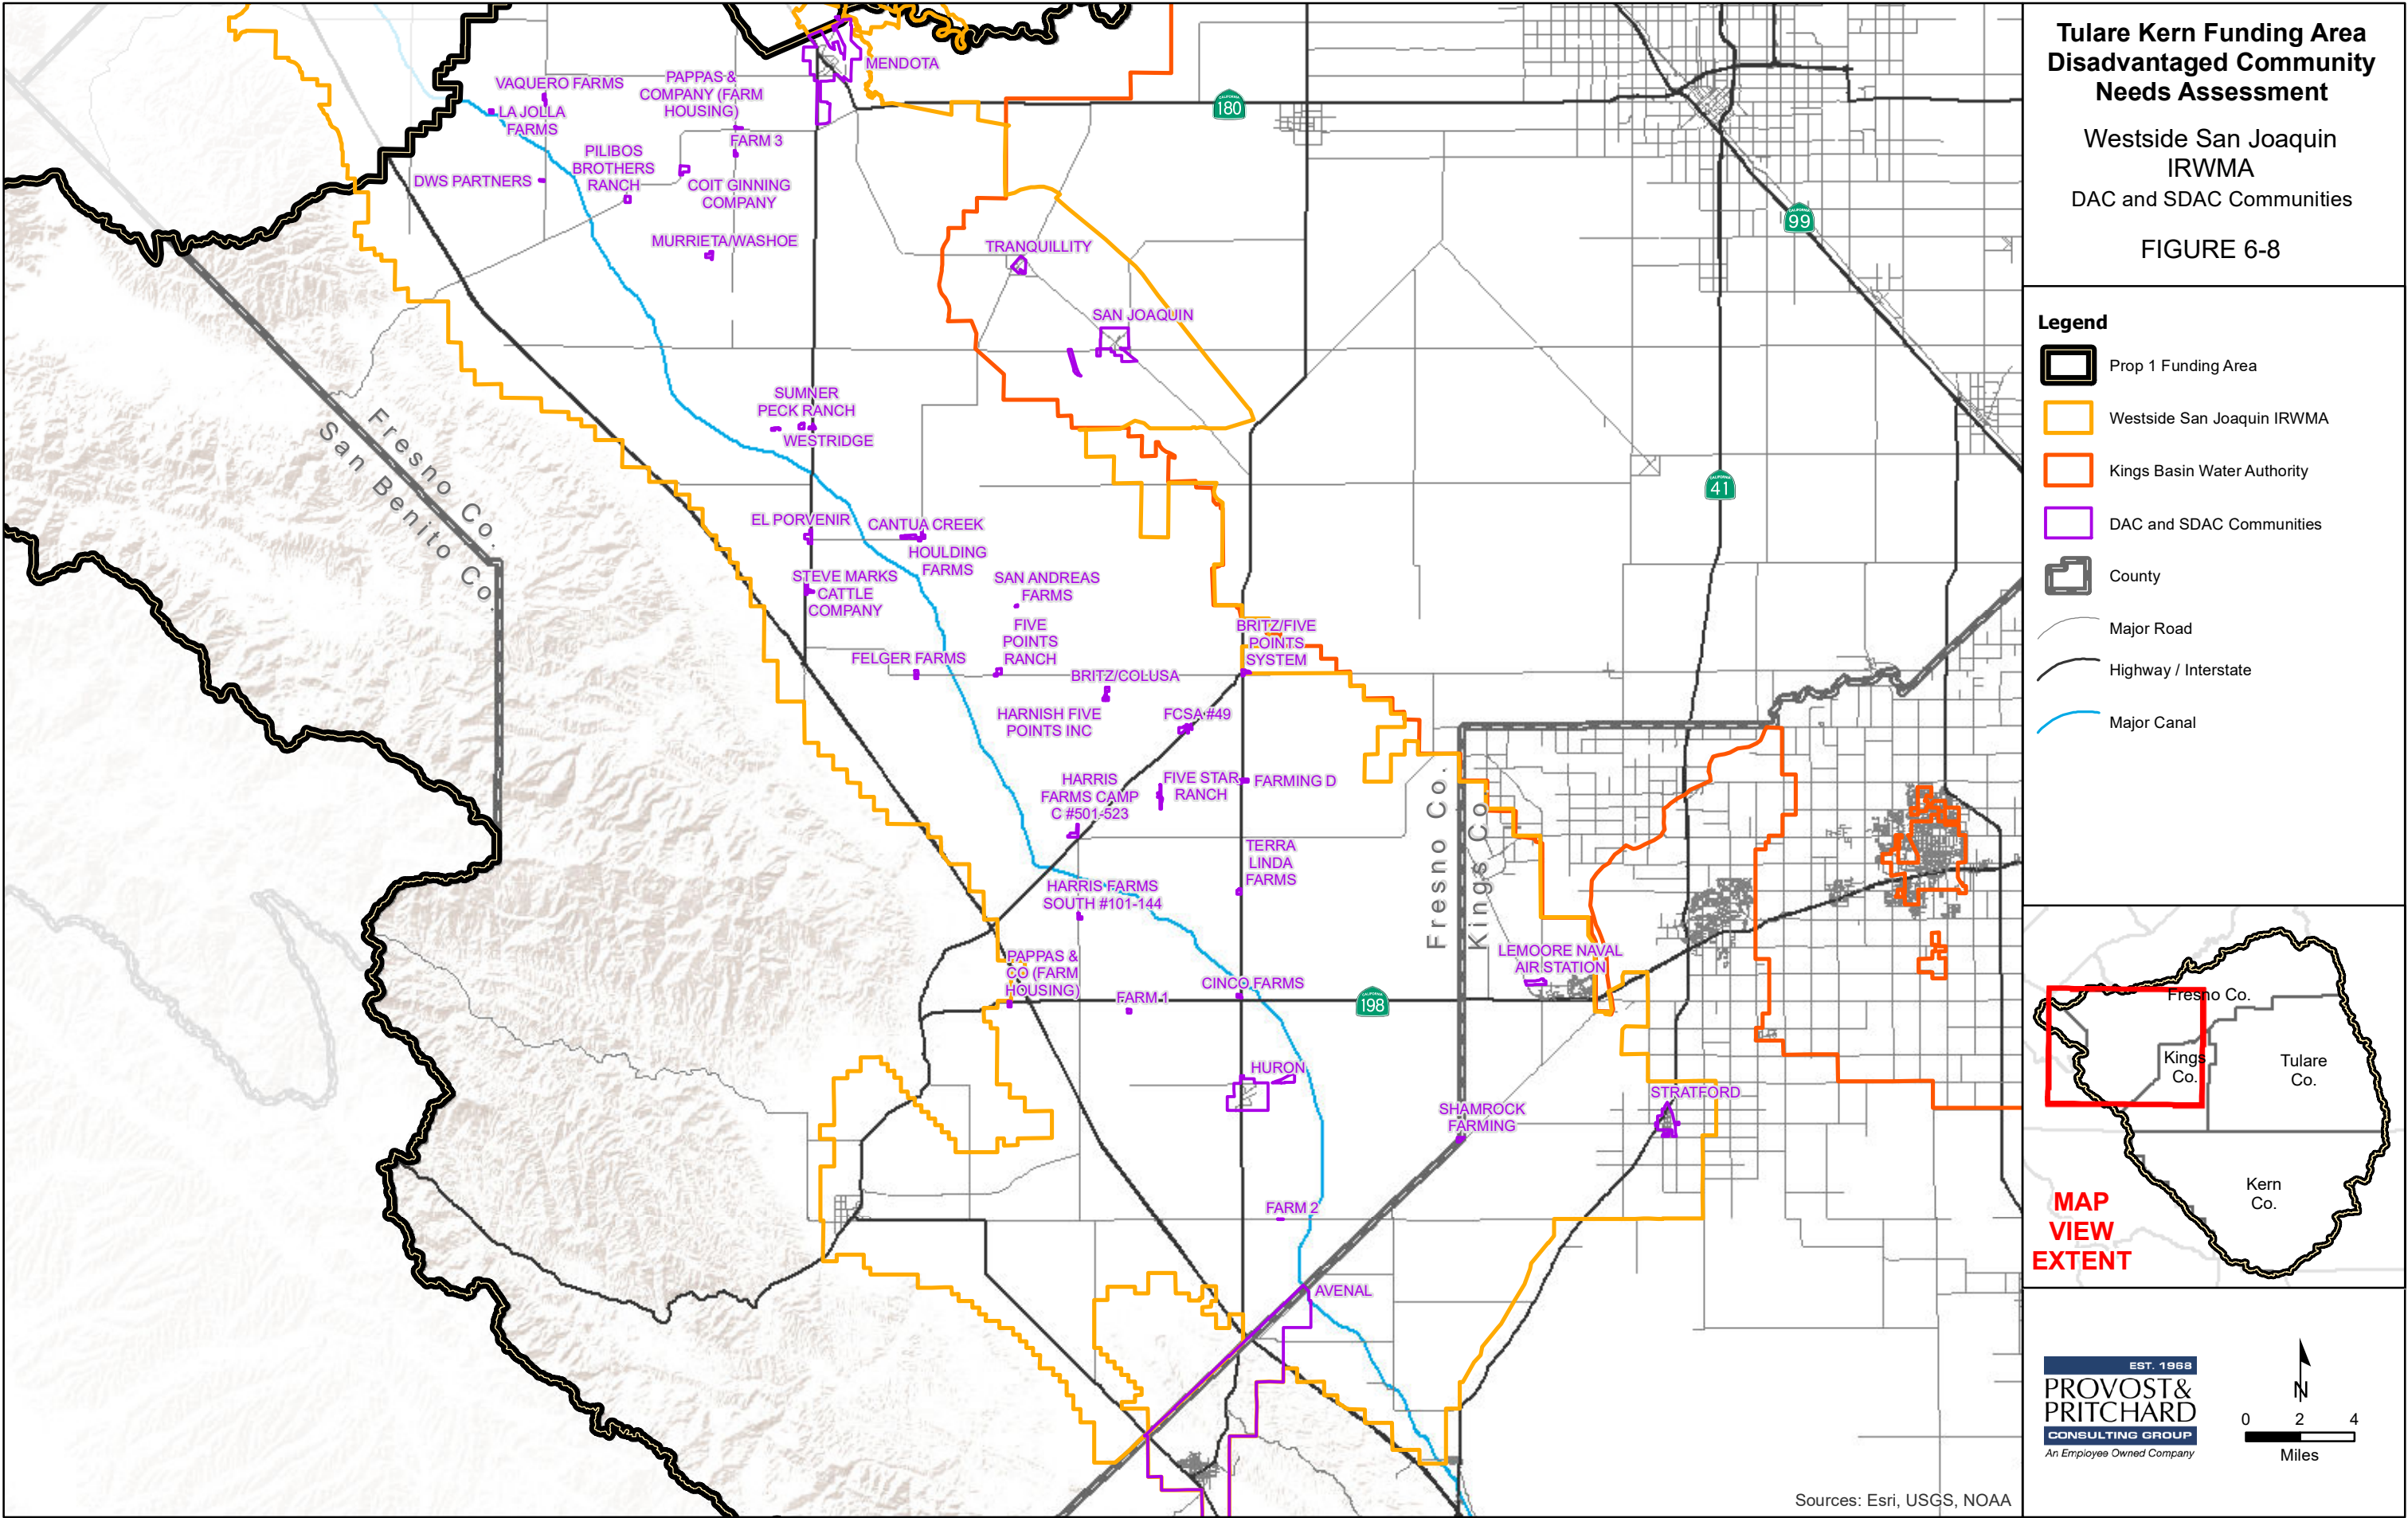 Tulare Kern Funding Area
Disadvantaged Community
Needs Assessment
Westside San Joaquin
IRWMA
DAC and SDAC Communities
FIGURE 6-8
Legend
Prop 1 Funding Area
Westside San Joaquin IRWMA
Kings Basin Water Authority
DAC and SDAC Communities
County
Major Road
Highway / Interstate
Major Canal
MENDOTA
VAQUERO FARMS
LA JOLLA
FARMS
PAPPAS &
COMPANY (FARM
HOUSING)
FARM 3
PILIBOS
BROTHERS
RANCH
DWS PARTNERS
COIT GINNING
COMPANY
MURRIETA/WASHOE
TRANQUILLITY
SAN JOAQUIN
CALIFORNIA
180
CALIFORNIA
99
CALIFORNIA
41
SUMNER
PECK RANCH
WESTRIDGE
Fresno Co.
San Benito Co.
EL PORVENIR
CANTUA CREEK
HOULDING
FARMS
STEVE MARKS
CATTLE
COMPANY
SAN ANDREAS
FARMS
FIVE
POINTS
RANCH
BRITZ/FIVE
POINTS
SYSTEM
FELGER FARMS
BRITZ/COLUSA
HARNISH FIVE
POINTS INC
FCSA #49
HARRIS
FARMS CAMP
C #501-523
FIVE STAR
RANCH
FARMING D
TERRA
LINDA
FARMS
HARRIS FARMS
SOUTH #101-144
Fresno Co.
Kings Co.
LEMOORE NAVAL
AIR STATION
PAPPAS &
CO (FARM
HOUSING)
FARM 1
CINCO FARMS
CALIFORNIA
198
HURON
SHAMROCK
FARMING
STRATFORD
FARM 2
AVENAL
Sources: Esri, USGS, NOAA
Fresno Co.
Kings
Co.
Tulare
Co.
Kern
Co.
MAP
VIEW
EXTENT
EST. 1968
PROVOST&
PRITCHARD
CONSULTING GROUP
An Employee Owned Company
N
0 2 4
Miles